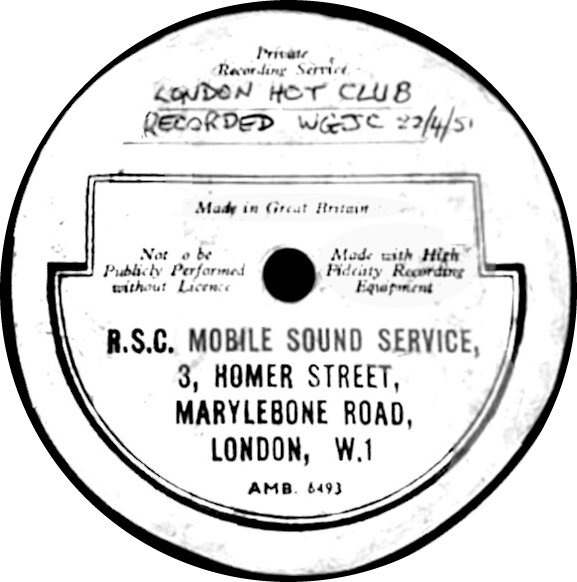 Private
Recording Service
LONDON HOT CLUB
RECORDED WGJC 22/4/51
Made in Great Britain
Not o be
Publicly Performed
without Licence
Made with High
Fidelity Recording
Equipment
R.S.C. MOBILE SOUND SERVICE,
3, HOMER STREET,
MARYLEBONE ROAD,
LONDON, W.1
AMB. 6493